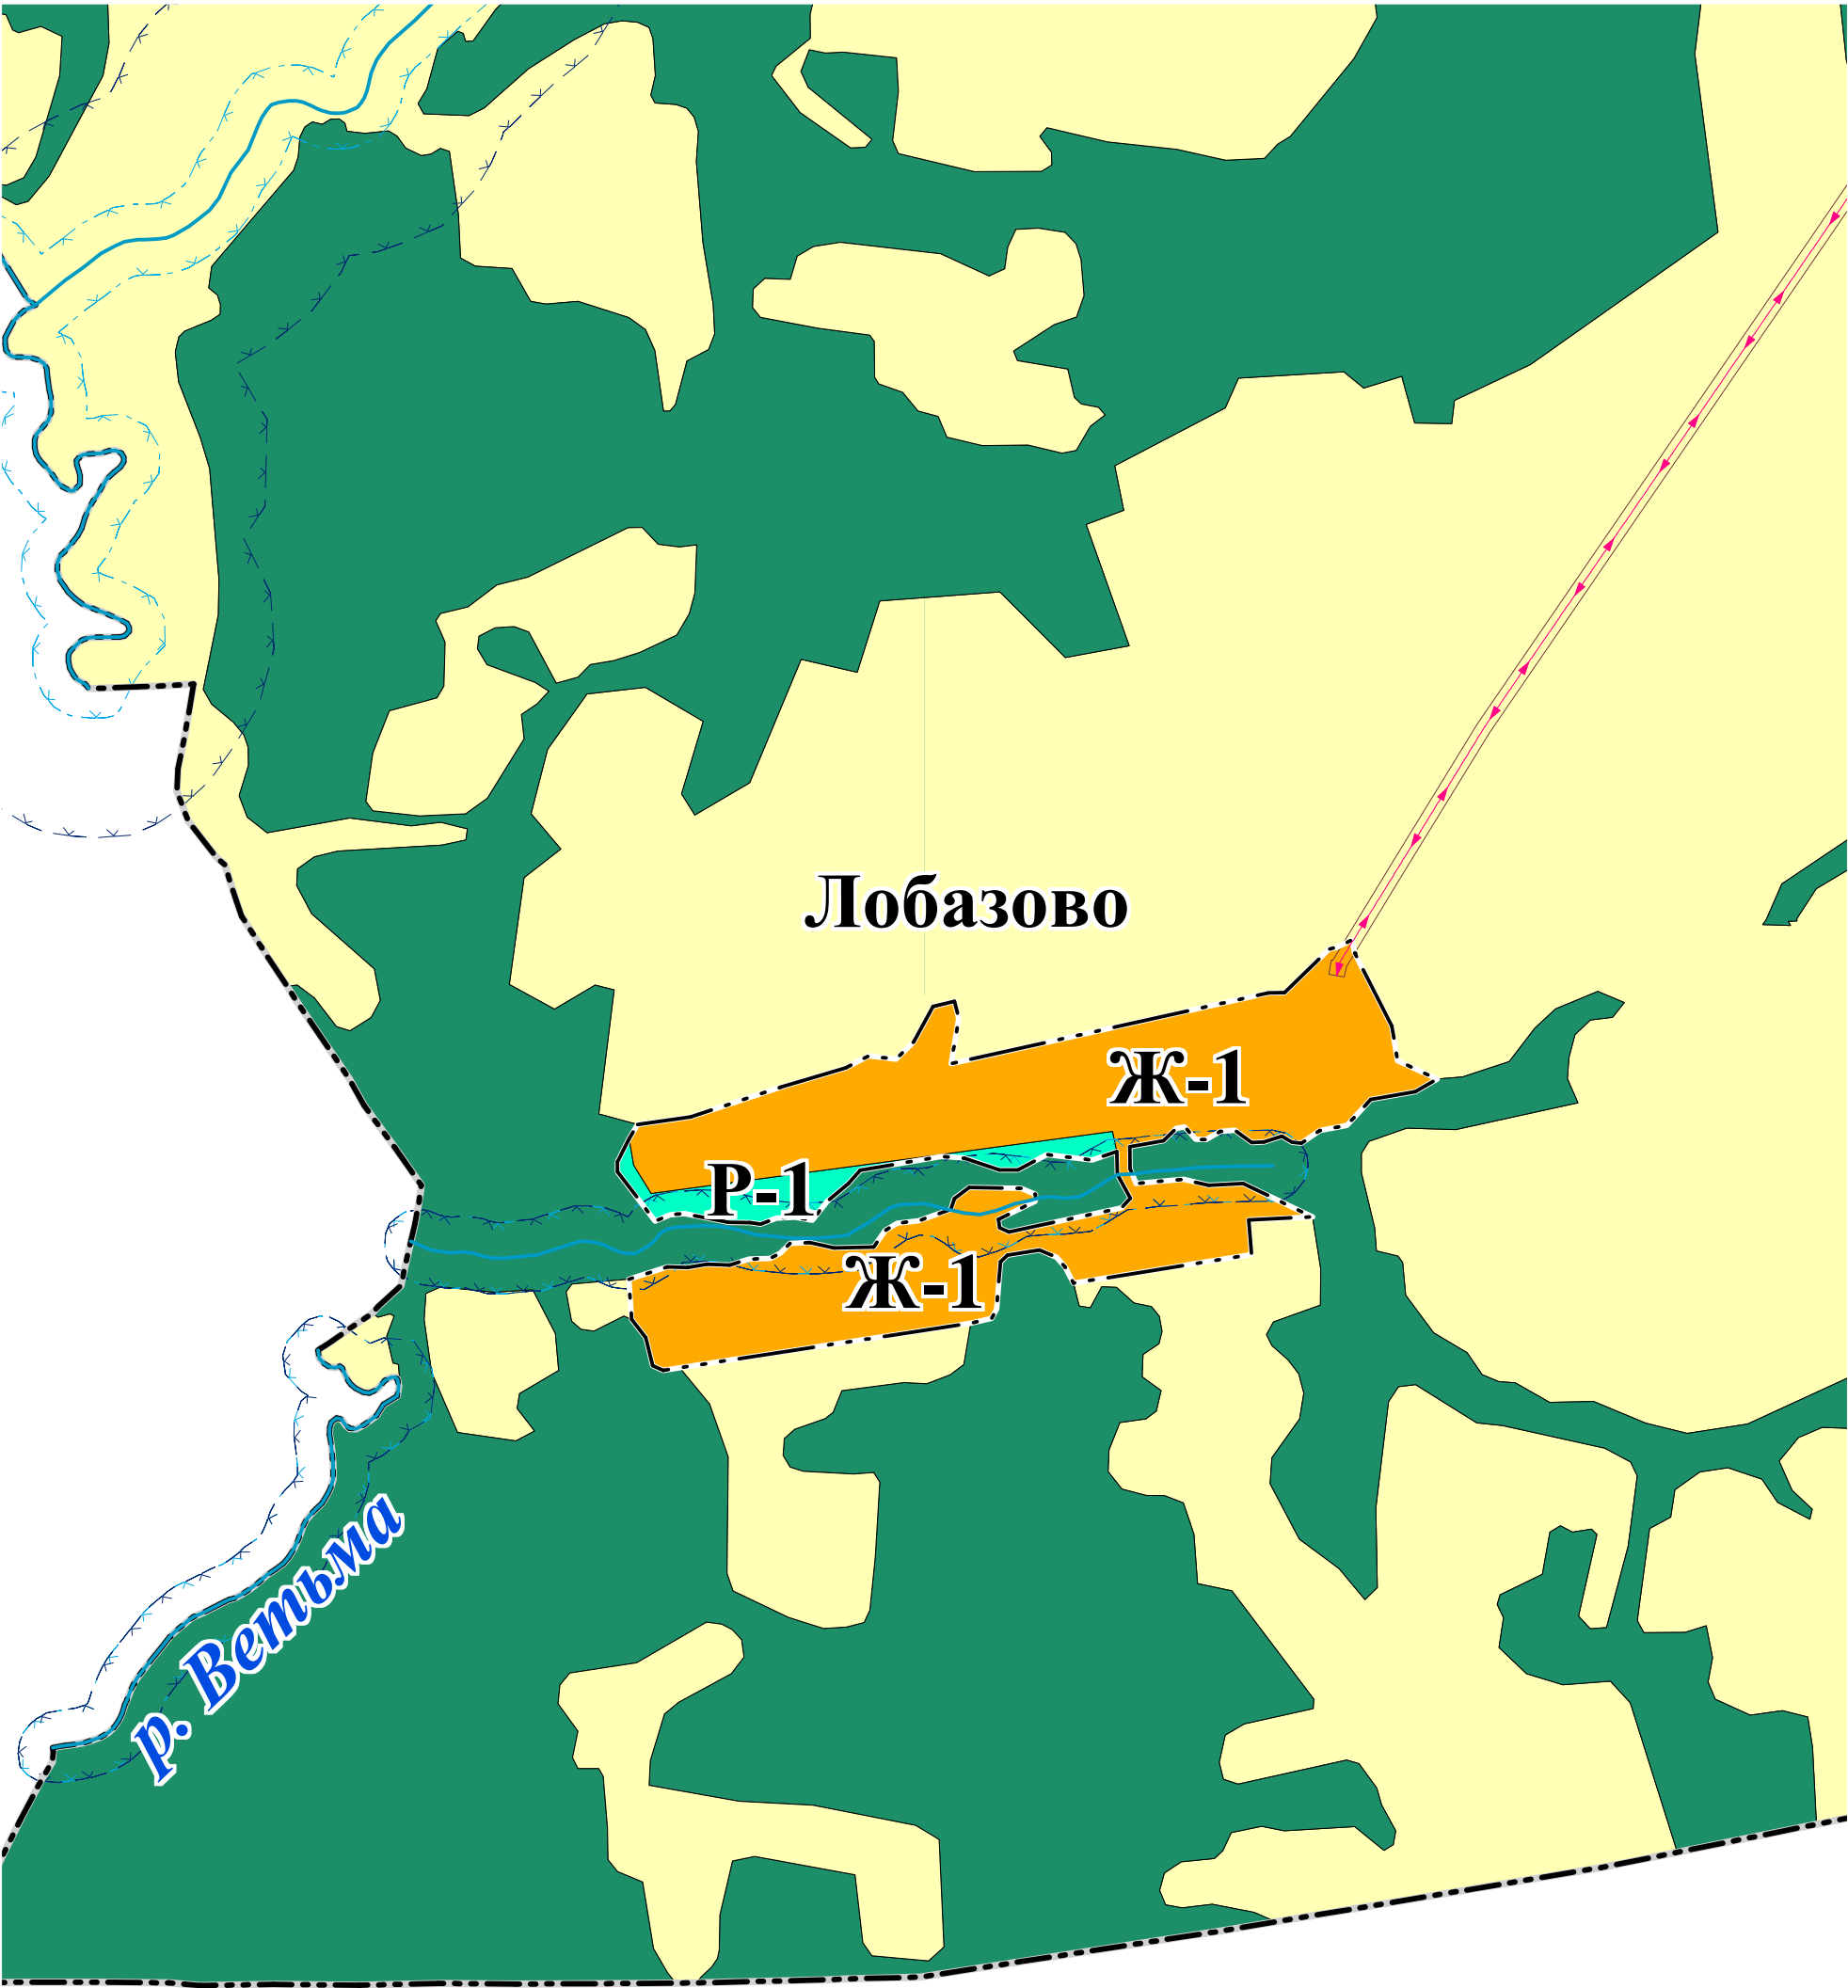 Лобазово
Ж-1
Р-1
Ж-1
р. Ветьма